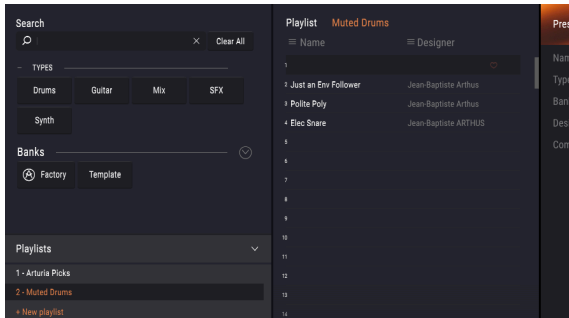 Search
Clear All
TYPES
Drums Guitar Mix SFX
Synth
Banks
Factory Template
Playlists
1 - Arturia Picks
2 - Muted Drums
+ New playlist
Playlist Muted Drums
Name Designer
1
2 Just an Env Follower Jean-Baptiste Arthus
3 Polite Poly Jean-Baptiste Arthus
4 Elec Snare Jean-Baptiste ARTHUS
5
6
7
8
9
10
11
12
13
14
Pres
Nam
Type
Ban
Des
Com